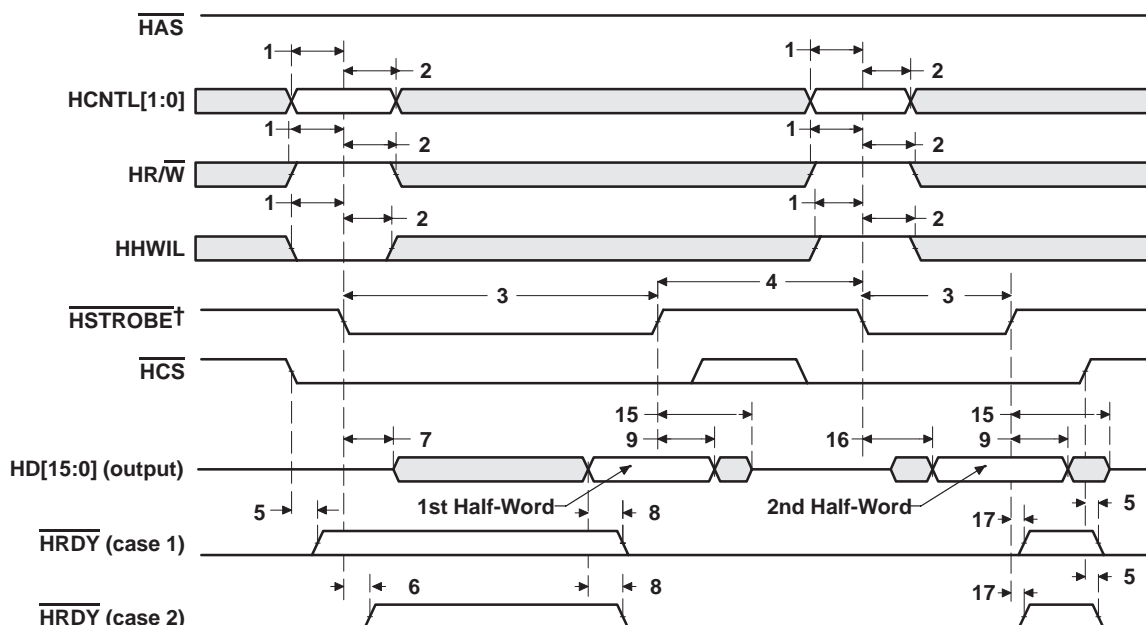 HAS
1 1
2 2
HCNTL[1:0]
1 1
2 2
HR/W
1 1
2 2
HHWIL
3 4 3
HSTROBE†
HCS
15 15
7 9 16 9
HD[15:0] (output)
1st Half-Word 2nd Half-Word
5 8 17 5
HRDY (case 1)
6 8 17 5
HRDY (case 2)